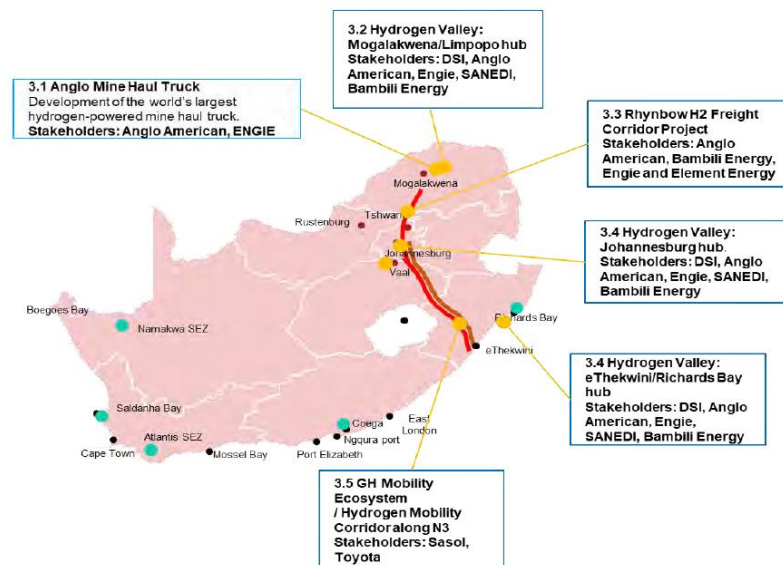 3.2 Hydrogen Valley:
Mogalakwena/Limpopo hub
Stakeholders: DSI, Anglo
American, Engie, SANEDI,
Bambili Energy
3.1 Anglo Mine Haul Truck
Development of the world's largest
hydrogen-powered mine haul truck.
Stakeholders: Anglo American, ENGIE
3.3 Rhynbow H2 Freight
Corridor Project
Stakeholders: Anglo
American, Bambili Energy,
Engie and Element Energy
Mogalakwena
Tshwan
Rustenburg
Johannesburg
Vaal
3.4 Hydrogen Valley:
Johannesburg hub.
Stakeholders: DSI, Anglo
American, Engie, SANEDI,
Bambili Energy
Boegoes Bay
Namakwa SEZ
Richards Bay
eThekwini
3.4 Hydrogen Valley:
eThekwini/Richards Bay
hub
Stakeholders: DSI, Anglo
American, Engie,
SANEDI, Bambili Energy
Saldanha Bay
Cape Town
Atlantis SEZ
Mossel Bay
Coega
Ngqura port
Port Elizabeth
East
London
3.5 GH Mobility
Ecosystem
/ Hydrogen Mobility
Corridor along N3
Stakeholders: Sasol,
Toyota